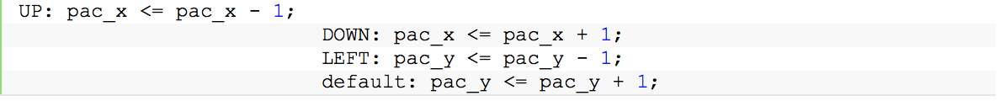 UP: pac_x <= pac_x - 1;
DOWN: pac_x <= pac_x + 1;
LEFT: pac_y <= pac_y - 1;
default: pac_y <= pac_y + 1;